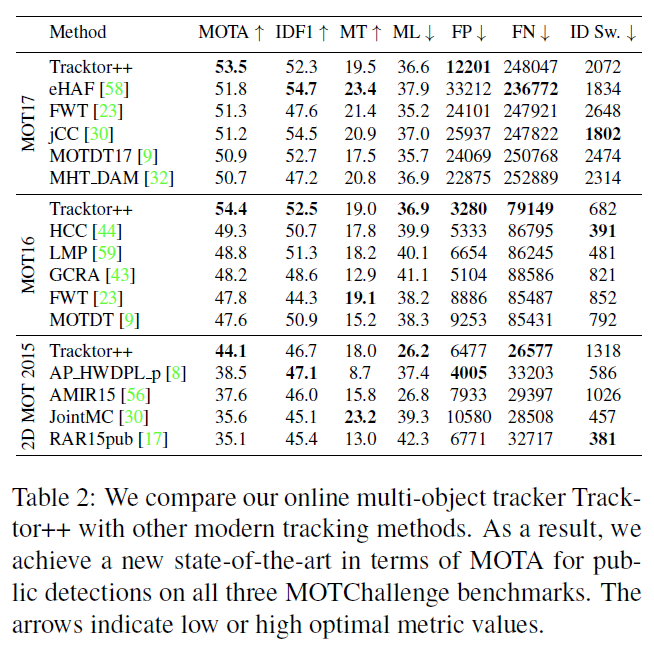 Method MOTA ↑ IDF1 ↑ MT ↑ ML ↓ FP ↓ FN ↓ ID Sw. ↓
MOT17
Tracktor++ 53.5 52.3 19.5 36.6 12201 248047 2072
eHAF [58] 51.8 54.7 23.4 37.9 33212 236772 1834
FWT [23] 51.3 47.6 21.4 35.2 24101 247921 2648
jCC [30] 51.2 54.5 20.9 37.0 25937 247822 1802
MOTDT17 [9] 50.9 52.7 17.5 35.7 24069 250768 2474
MHT_DAM [32] 50.7 47.2 20.8 36.9 22875 252889 2314
MOT16
Tracktor++ 54.4 52.5 19.0 36.9 3280 79149 682
HCC [44] 49.3 50.7 17.8 39.9 5333 86795 391
LMP [59] 48.8 51.3 18.2 40.1 6654 86245 481
GCRA [43] 48.2 48.6 12.9 41.1 5104 88586 821
FWT [23] 47.8 44.3 19.1 38.2 8886 85487 852
MOTDT [9] 47.6 50.9 15.2 38.3 9253 85431 792
2D MOT 2015
Tracktor++ 44.1 46.7 18.0 26.2 6477 26577 1318
AP_HWDPL_p [8] 38.5 47.1 8.7 37.4 4005 33203 586
AMIR15 [56] 37.6 46.0 15.8 26.8 7933 29397 1026
JointMC [30] 35.6 45.1 23.2 39.3 10580 28508 457
RAR15pub [17] 35.1 45.4 13.0 42.3 6771 32717 381
Table 2: We compare our online multi-object tracker Track-
tor++ with other modern tracking methods. As a result, we
achieve a new state-of-the-art in terms of MOTA for pub-
lic detections on all three MOTChallenge benchmarks. The
arrows indicate low or high optimal metric values.